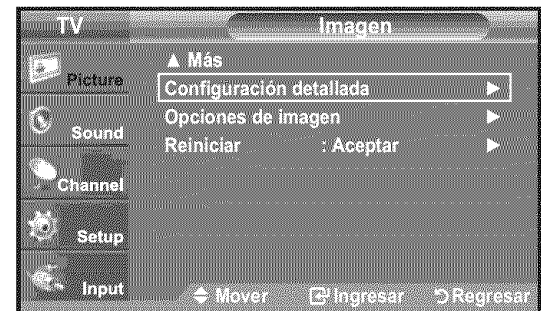 TV Imagen
▲ Más
Picture
Configuración detallada ►
Opciones de imagen ►
Sound
Reiniciar : Aceptar ►
Channel
Setup
Input
Mover Ingresar Regresar